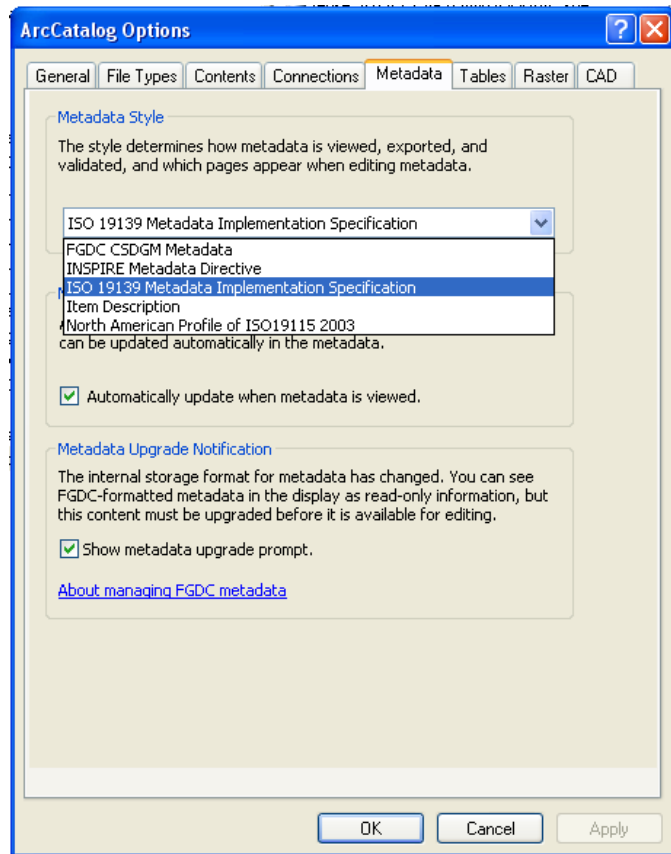 ArcCatalog Options
General File Types Contents Connections Metadata Tables Raster CAD
Metadata Style
The style determines how metadata is viewed, exported, and
validated, and which pages appear when editing metadata.
ISO 19139 Metadata Implementation Specification
FGDC CSDGM Metadata
INSPIRE Metadata Directive
ISO 19139 Metadata Implementation Specification
Item Description
North American Profile of ISO19115 2003
can be updated automatically in the metadata.
Automatically update when metadata is viewed.
Metadata Upgrade Notification
The internal storage format for metadata has changed. You can see
FGDC-formatted metadata in the display as read-only information, but
this content must be upgraded before it is available for editing.
Show metadata upgrade prompt.
About managing FGDC metadata
OK Cancel Apply